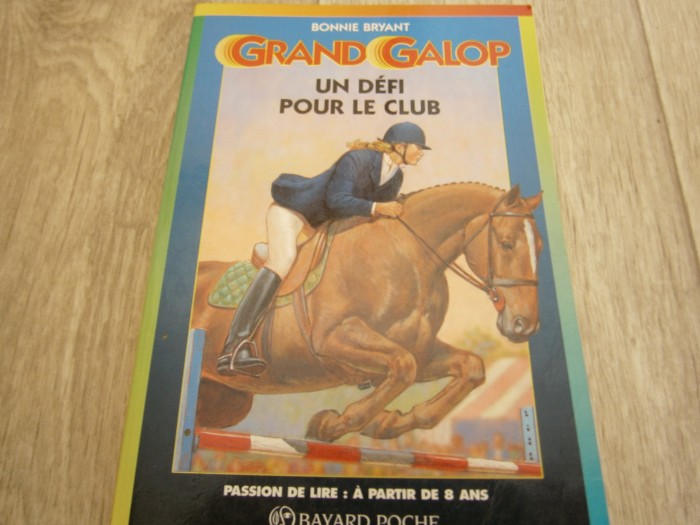 BONNIE BRYANT
GRAND GALOP
UN DÉFI
POUR LE CLUB
PASSION DE LIRE : À PARTIR DE 8 ANS
BAYARD POCHE